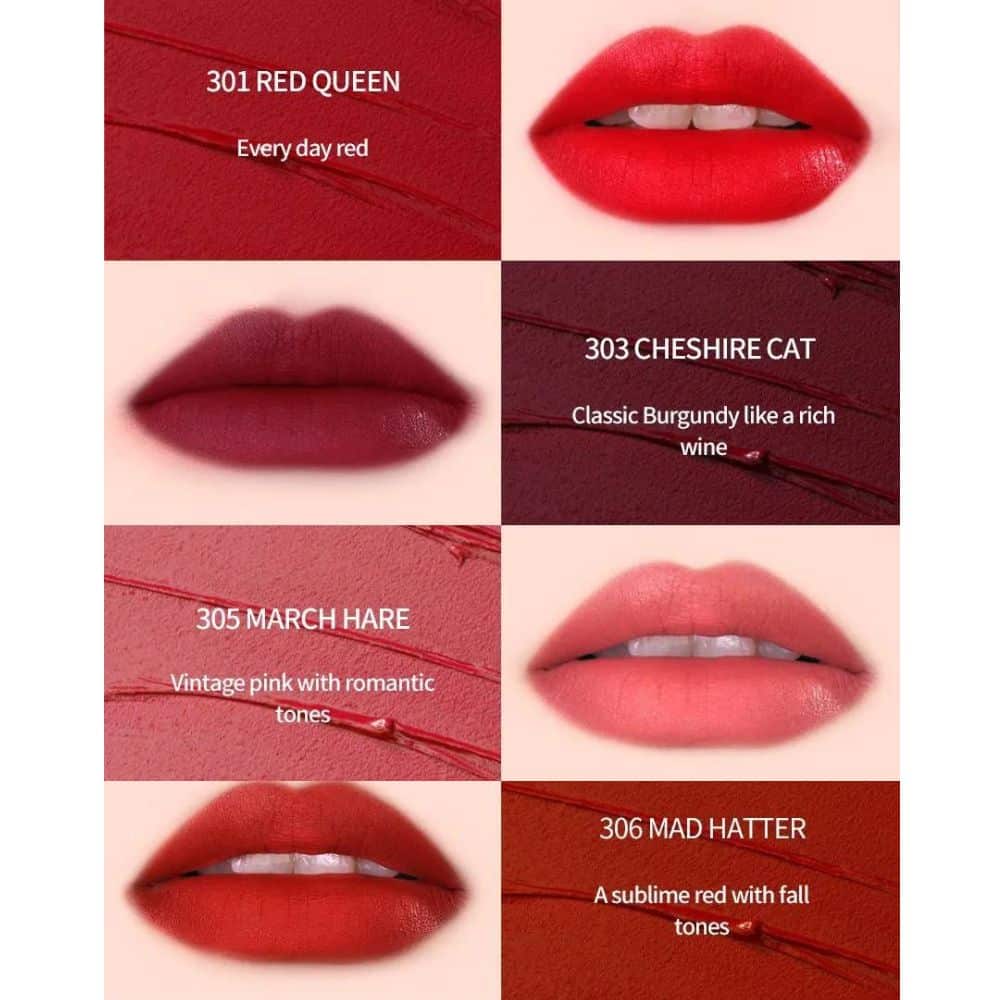 301 RED QUEEN
Every day red
303 CHESHIRE CAT
Classic Burgundy like a rich
wine
305 MARCH HARE
Vintage pink with romantic
tones
306 MAD HATTER
A sublime red with fall
tones